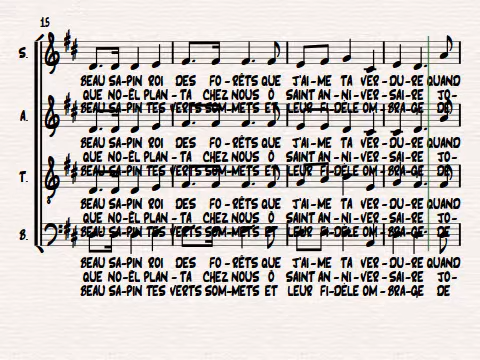 15
S.
BEAU SA-PIN ROI DES FO-RÊTS QUE J'AI-ME TA VER-DU-RE QUAND
QUE NO-ËL PLAN-TA CHEZ NOUS Ô SAINT AN-NI-VER-SAI-RE JO-
BEAU SA-PIN TES VERTS SOM-METS ET LEUR FI-DÈLE OM-BRA-GE DE
A.
BEAU SA-PIN ROI DES FO-RÊTS QUE J'AI-ME TA VER-DU-RE QUAND
QUE NO-ËL PLAN-TA CHEZ NOUS Ô SAINT AN-NI-VER-SAI-RE JO-
BEAU SA-PIN TES VERTS SOM-METS ET LEUR FI-DÈLE OM-BRA-GE DE
T.
BEAU SA-PIN ROI DES FO-RÊTS QUE J'AI-ME TA VER-DU-RE QUAND
QUE NO-ËL PLAN-TA CHEZ NOUS Ô SAINT AN-NI-VER-SAI-RE JO-
BEAU SA-PIN TES VERTS SOM-METS ET LEUR FI-DÈLE OM-BRA-GE DE
B.
BEAU SA-PIN ROI DES FO-RÊTS QUE J'AI-ME TA VER-DU-RE QUAND
QUE NO-ËL PLAN-TA CHEZ NOUS Ô SAINT AN-NI-VER-SAI-RE JO-
BEAU SA-PIN TES VERTS SOM-METS ET LEUR FI-DÈLE OM-BRA-GE DE